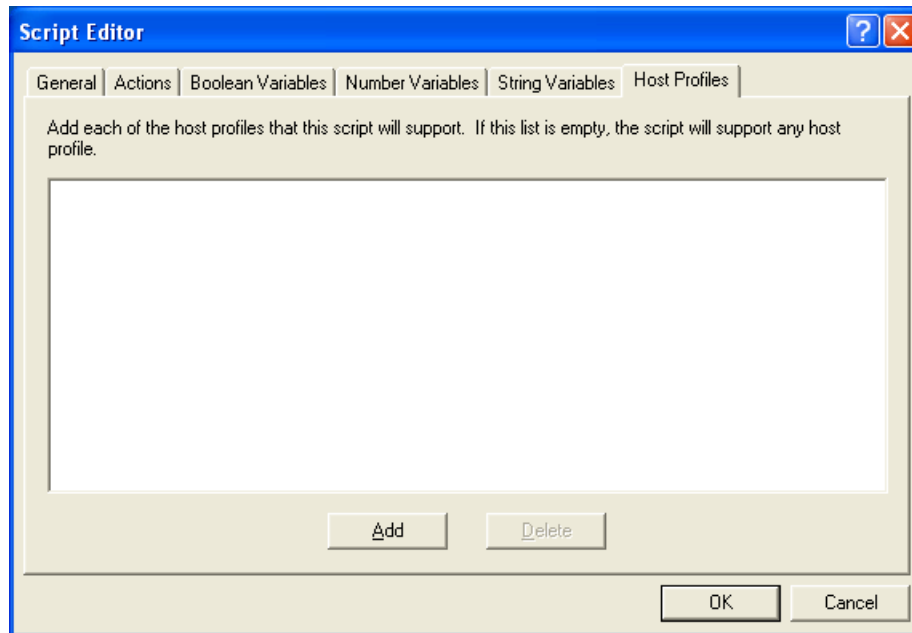 Script Editor
General Actions Boolean Variables Number Variables String Variables Host Profiles
Add each of the host profiles that this script will support.  If this list is empty, the script will support any host
profile.
Add Delete
OK Cancel